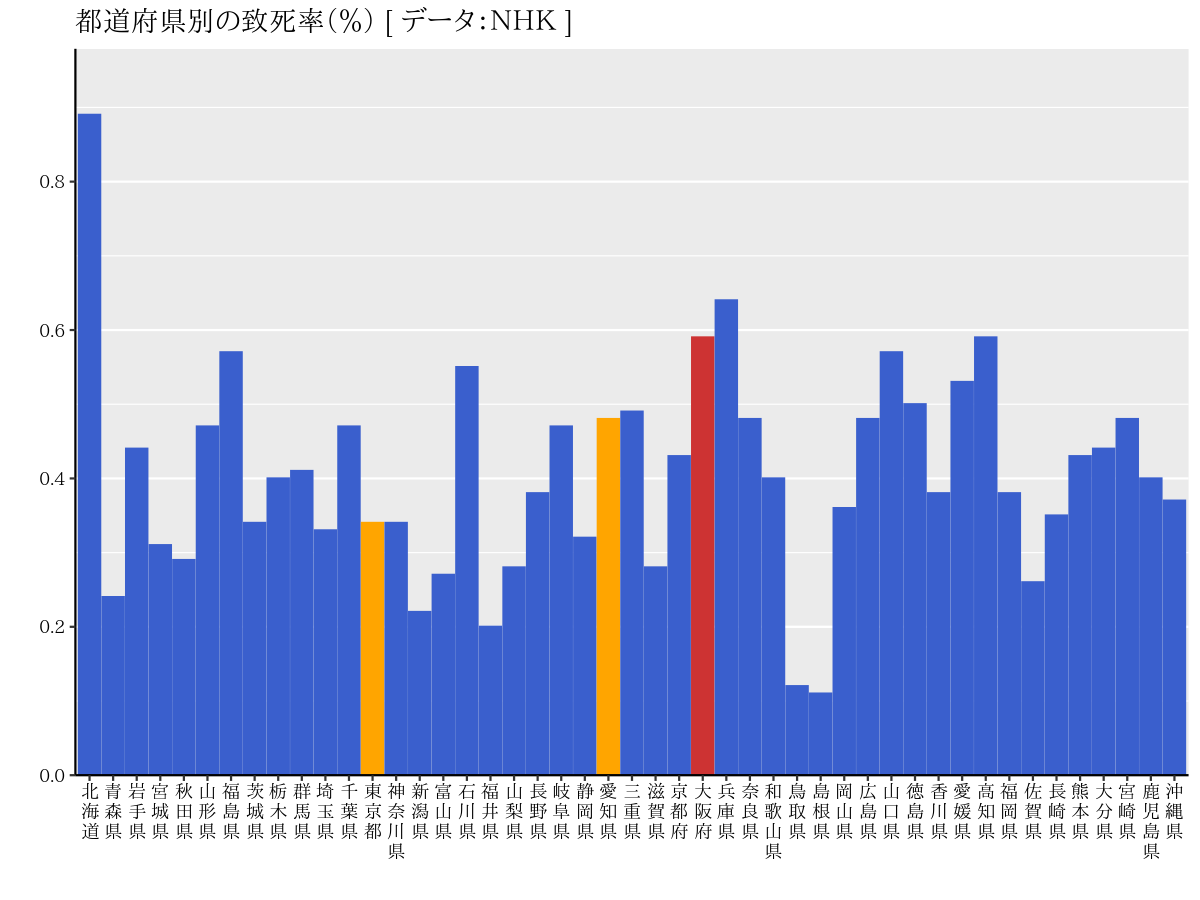 都道府県別の致死率(％) [ データ:NHK ]
0.8
0.6
0.4
0.2
0.0
北海道
青森県
岩手県
宮城県
秋田県
山形県
福島県
茨城県
栃木県
群馬県
埼玉県
千葉県
東京都
神奈川県
新潟県
富山県
石川県
福井県
山梨県
長野県
岐阜県
静岡県
愛知県
三重県
滋賀県
京都府
大阪府
兵庫県
奈良県
和歌山県
鳥取県
島根県
岡山県
広島県
山口県
徳島県
香川県
愛媛県
高知県
福岡県
佐賀県
長崎県
熊本県
大分県
宮崎県
鹿児島県
沖縄県